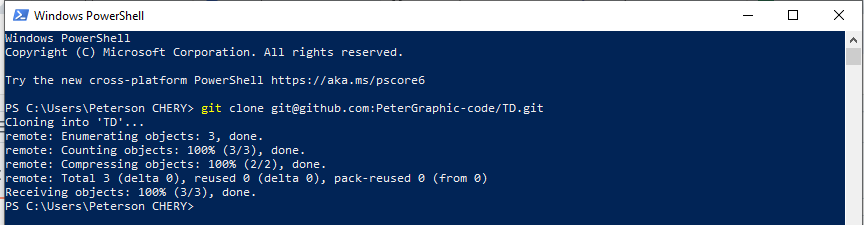 Windows PowerShell
Windows PowerShell
Copyright (C) Microsoft Corporation. All rights reserved.
Try the new cross-platform PowerShell https://aka.ms/pscore6
PS C:\Users\Peterson CHERY> git clone git@github.com:PeterGraphic-code/TD.git
Cloning into 'TD'...
remote: Enumerating objects: 3, done.
remote: Counting objects: 100% (3/3), done.
remote: Compressing objects: 100% (2/2), done.
remote: Total 3 (delta 0), reused 0 (delta 0), pack-reused 0 (from 0)
Receiving objects: 100% (3/3), done.
PS C:\Users\Peterson CHERY>